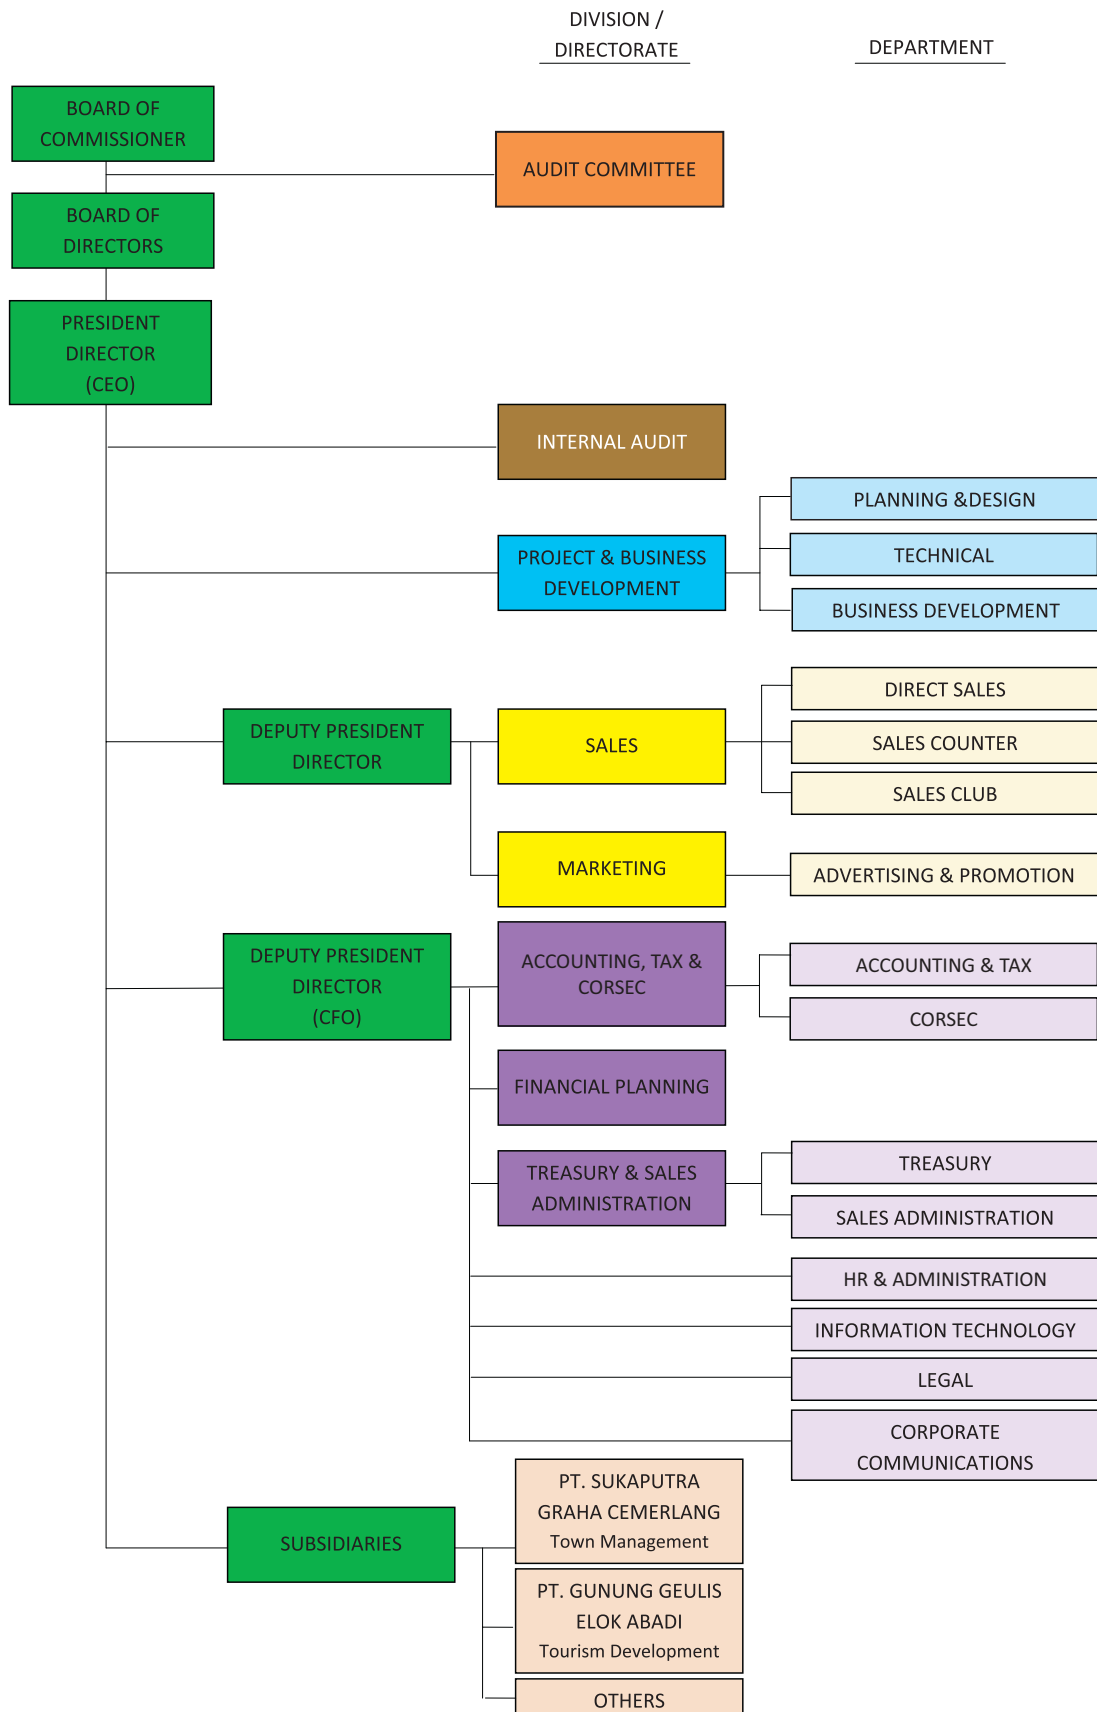 DIVISION /
DIRECTORATE
DEPARTMENT
BOARD OF
COMMISSIONER
AUDIT COMMITTEE
BOARD OF
DIRECTORS
PRESIDENT
DIRECTOR
(CEO)
INTERNAL AUDIT
PROJECT & BUSINESS
DEVELOPMENT
PLANNING &DESIGN
TECHNICAL
BUSINESS DEVELOPMENT
DEPUTY PRESIDENT
DIRECTOR
SALES
DIRECT SALES
SALES COUNTER
SALES CLUB
MARKETING
ADVERTISING & PROMOTION
DEPUTY PRESIDENT
DIRECTOR
(CFO)
ACCOUNTING, TAX &
CORSEC
ACCOUNTING & TAX
CORSEC
FINANCIAL PLANNING
TREASURY & SALES
ADMINISTRATION
TREASURY
SALES ADMINISTRATION
HR & ADMINISTRATION
INFORMATION TECHNOLOGY
LEGAL
CORPORATE
COMMUNICATIONS
SUBSIDIARIES
PT. SUKAPUTRA
GRAHA CEMERLANG
Town Management
PT. GUNUNG GEULIS
ELOK ABADI
Tourism Development
OTHERS